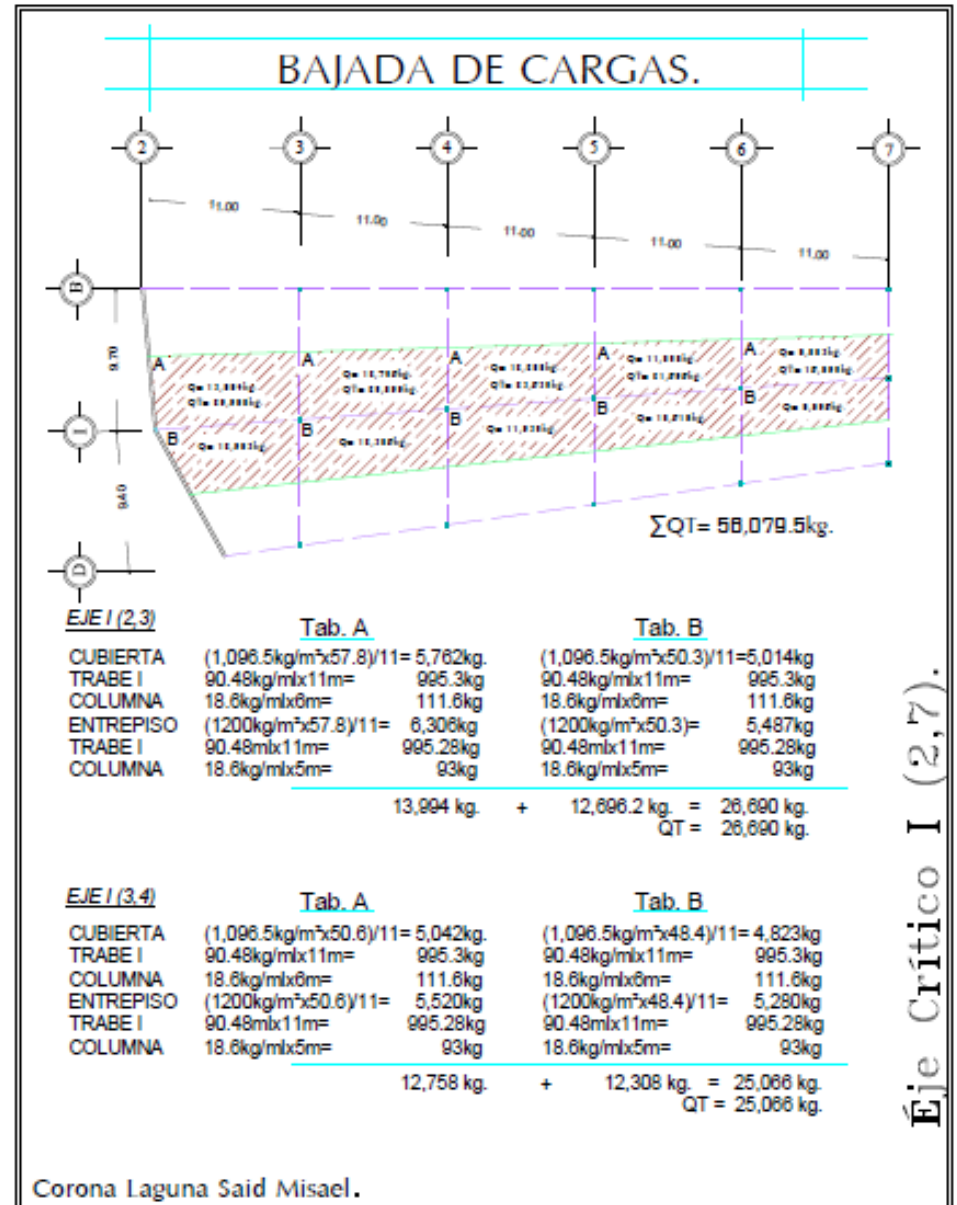 BAJADA DE CARGAS.
2 3 4 5 6 7
11.00 11.00 11.00 11.00 11.00
B
9.70
A A A A A
I
B B B B B
9.40
D
∑QT= 56,079.5kg.
EJE I (2,3) Tab. A Tab. B
CUBIERTA (1,096.5kg/m²x57.8)/11= 5,762kg. (1,096.5kg/m²x50.3)/11=5,014kg
TRABE I 90.48kg/mlx11m= 995.3kg 90.48kg/mlx11m= 995.3kg
COLUMNA 18.6kg/mlx6m= 111.6kg 18.6kg/mlx6m= 111.6kg
ENTREPISO (1200kg/m²x57.8)/11= 6,306kg (1200kg/m²x50.3)= 5,487kg
TRABE I 90.48mlx11m= 995.28kg 90.48mlx11m= 995.28kg
COLUMNA 18.6kg/mlx5m= 93kg 18.6kg/mlx5m= 93kg
13,994 kg. + 12,696.2 kg. = 26,690 kg.
QT = 26,690 kg.
EJE I (3,4) Tab. A Tab. B
CUBIERTA (1,096.5kg/m²x50.6)/11= 5,042kg. (1,096.5kg/m²x48.4)/11= 4,823kg
TRABE I 90.48kg/mlx11m= 995.3kg 90.48kg/mlx11m= 995.3kg
COLUMNA 18.6kg/mlx6m= 111.6kg 18.6kg/mlx6m= 111.6kg
ENTREPISO (1200kg/m²x50.6)/11= 5,520kg (1200kg/m²x48.4)/11= 5,280kg
TRABE I 90.48mlx11m= 995.28kg 90.48mlx11m= 995.28kg
COLUMNA 18.6kg/mlx5m= 93kg 18.6kg/mlx5m= 93kg
12,758 kg. + 12,308 kg. = 25,066 kg.
QT = 25,066 kg.
Éje Crítico I (2,7).
Corona Laguna Said Misael.